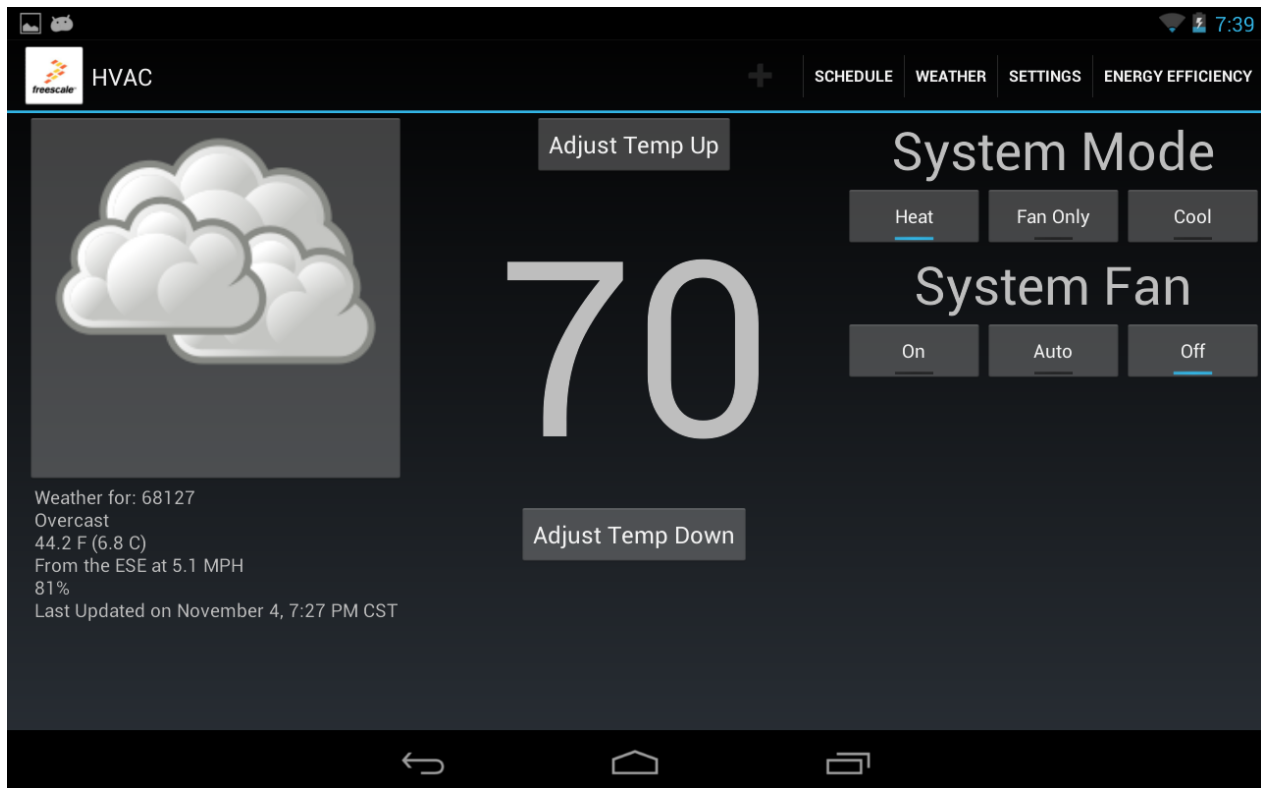 7:39
freescale
HVAC
SCHEDULE WEATHER SETTINGS ENERGY EFFICIENCY
Adjust Temp Up
70
Adjust Temp Down
System Mode
Heat Fan Only Cool
System Fan
On Auto Off
Weather for: 68127
Overcast
44.2 F (6.8 C)
From the ESE at 5.1 MPH
81%
Last Updated on November 4, 7:27 PM CST